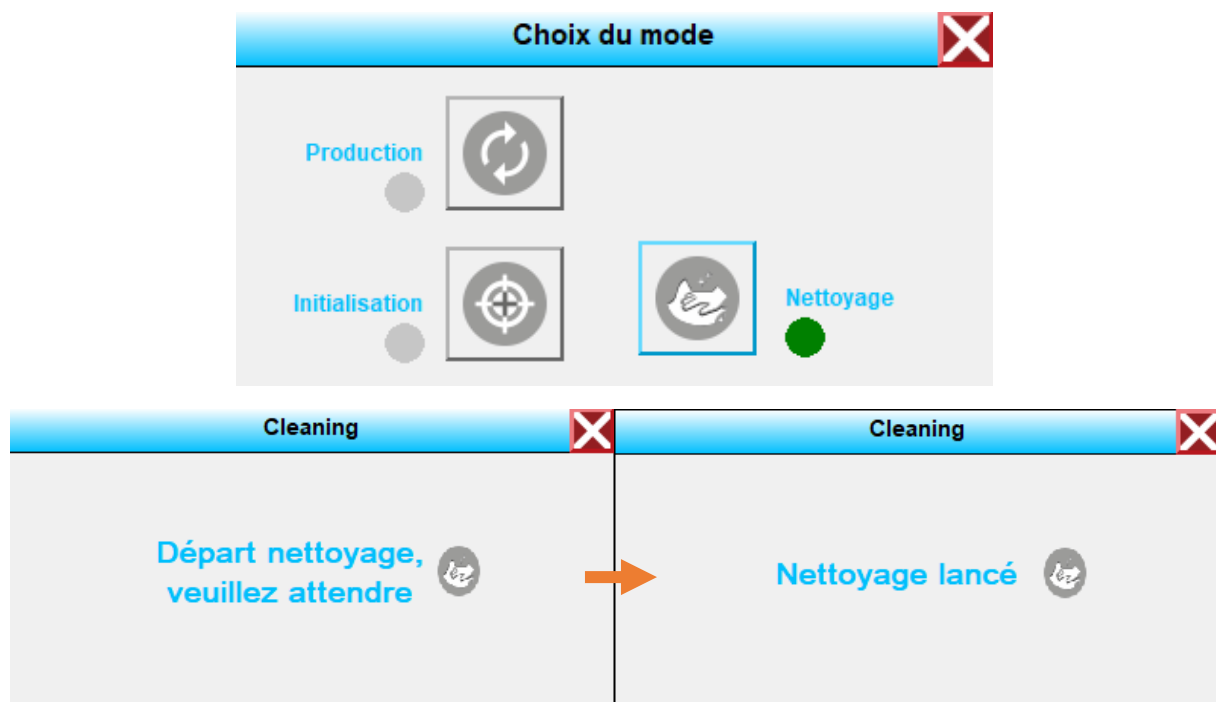 Choix du mode
Production
Initialisation
Nettoyage
Cleaning
Départ nettoyage,
veuillez attendre
Cleaning
Nettoyage lancé